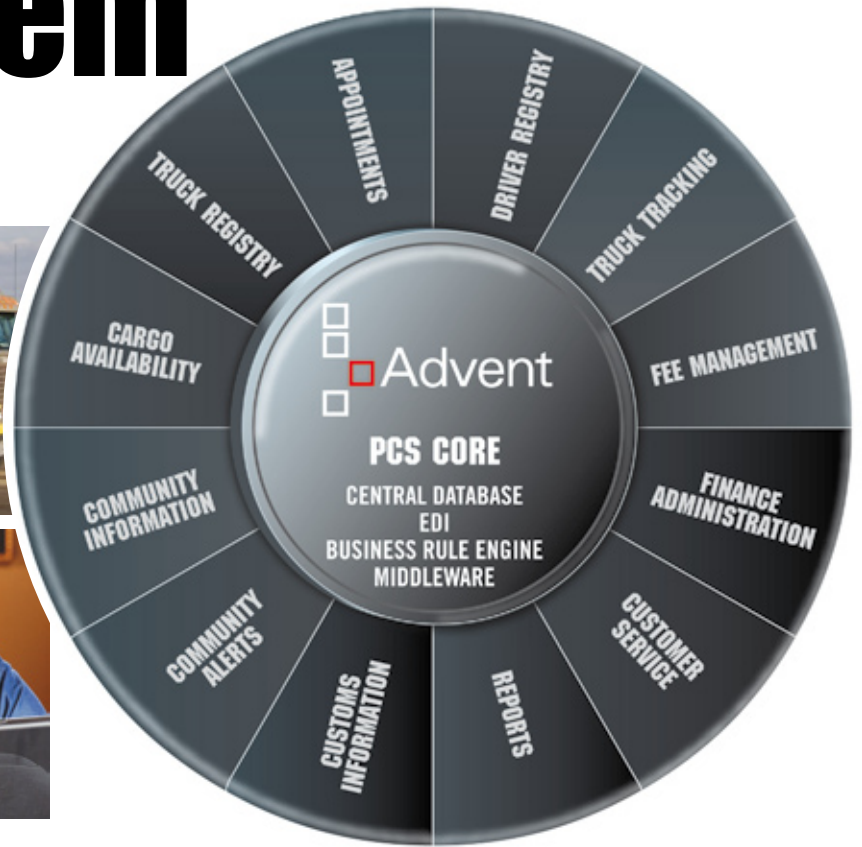 em
APPOINTMENTS
DRIVER REGISTRY
TRUCK TRACKING
FEE MANAGEMENT
FINANCE
ADMINISTRATION
CUSTOMER
SERVICE
REPORTS
CUSTOMS
INFORMATION
COMMUNITY
ALERTS
COMMUNITY
INFORMATION
CARGO
AVAILABILITY
TRUCK REGISTRY
Advent
PCS CORE
CENTRAL DATABASE
EDI
BUSINESS RULE ENGINE
MIDDLEWARE